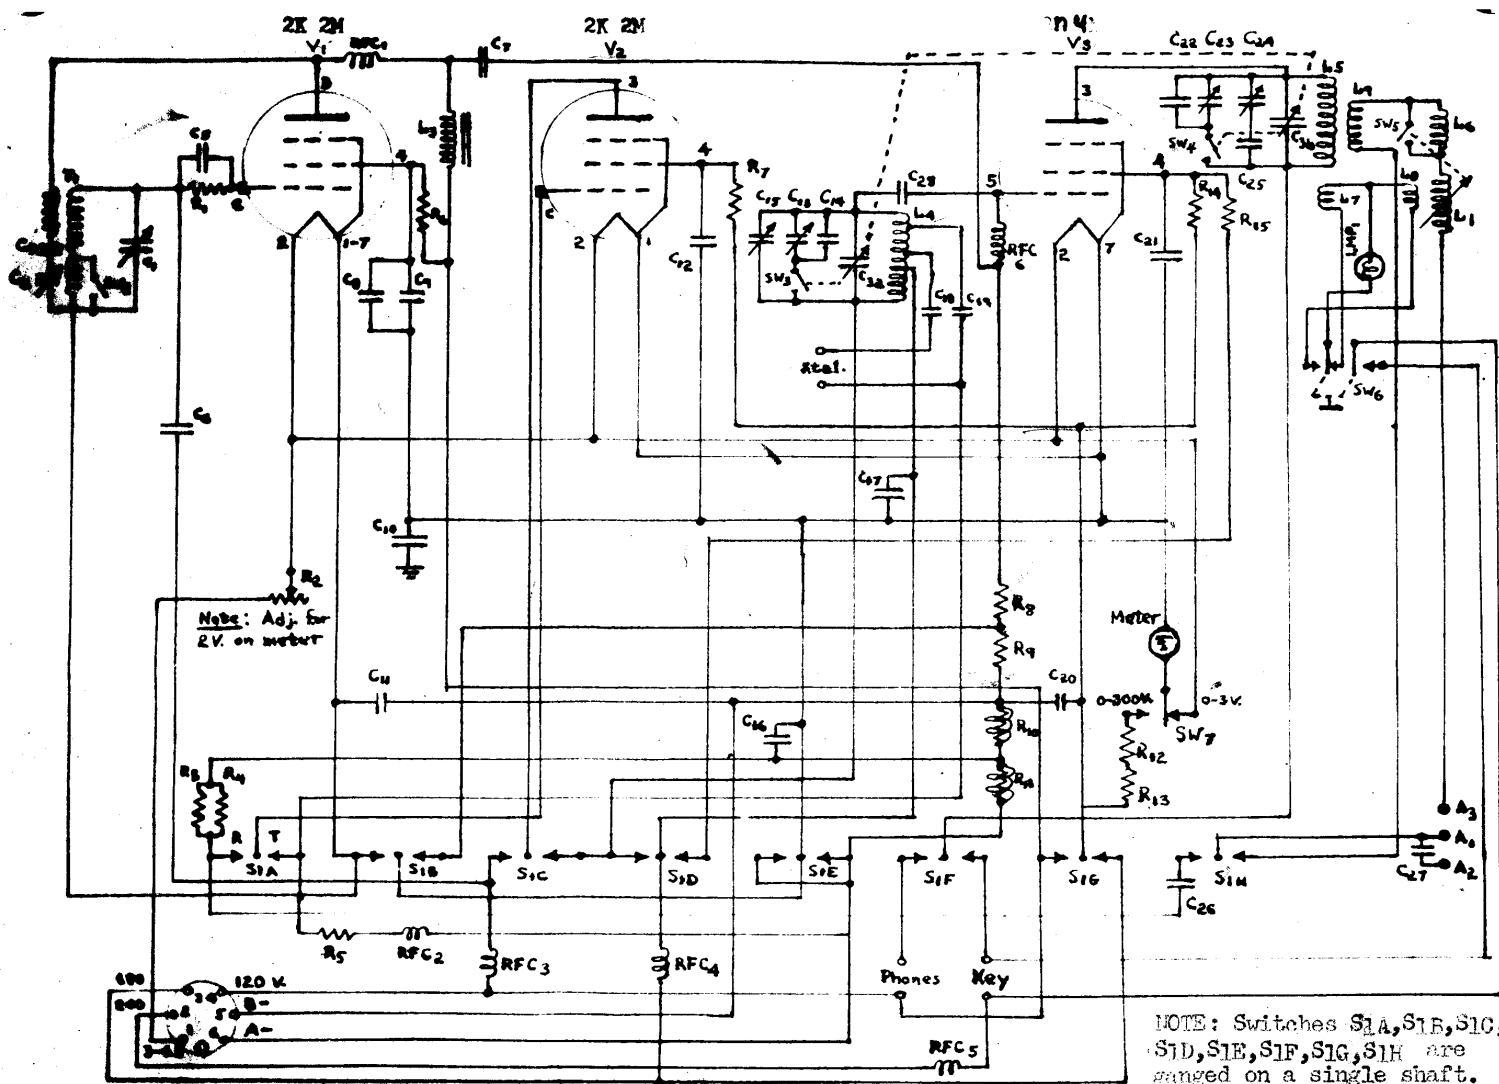 2K 2M
2K 2M
V1
RFC1
C7
V2
V3
C22 C23 C24
3
3
L5
L9
SW5
L6
C5
L3
4
4
R7
C28
5
4
SW4
C36
C25
R14
R15
L8
L7
L1
R1
C15
C13
C14
L4
RFC
6
2
1-7
2
1
2
7
C12
C21
LMP1
SW3
C32
C8
C9
C18
C19
Xtal.
SW6
C6
C17
C10
R2
Note: Adj. for
2V. on meter
R8
Meter
R9
C11
C20
0-300V.
0-3V.
C16
R10
SW7
R12
R3
R4
R13
R
T
A3
A1
S1A
S1B
S1C
S1D
S1E
S1F
S1G
S1H
C27
A2
C26
R5
RFC2
RFC3
RFC4
Phones
Key
120 V.
B-
5
A-
6
RFC5
NOTE: Switches S1A,S1B,S1C,
S1D,S1E,S1F,S1G,S1H are
ganged on a single shaft.